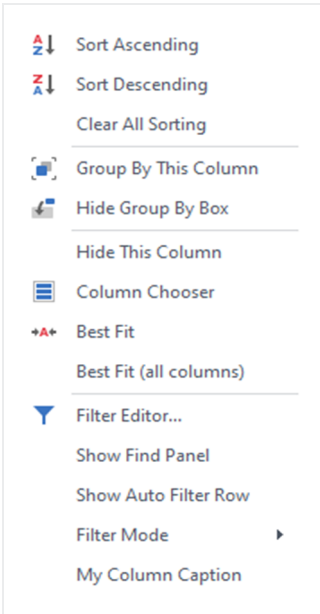 Sort Ascending
Sort Descending
Clear All Sorting
Group By This Column
Hide Group By Box
Hide This Column
Column Chooser
Best Fit
Best Fit (all columns)
Filter Editor...
Show Find Panel
Show Auto Filter Row
Filter Mode
My Column Caption